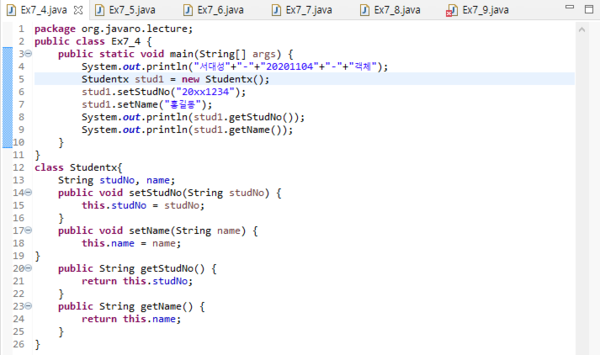 Ex7_4.java Ex7_5.java Ex7_6.java Ex7_7.java Ex7_8.java Ex7_9.java
1 package org.javaro.lecture;
2 public class Ex7_4 {
3 public static void main(String[] args) {
4 System.out.println("서대성"+"-"+"20201104"+"-"+"객체");
5 Studentx stud1 = new Studentx();
6 stud1.setStudNo("20xx1234");
7 stud1.setName("홍길동");
8 System.out.println(stud1.getStudNo());
9 System.out.println(stud1.getName());
10 }
11 }
12 class Studentx{
13 String studNo, name;
14 public void setStudNo(String studNo) {
15 this.studNo = studNo;
16 }
17 public void setName(String name) {
18 this.name = name;
19 }
20 public String getStudNo() {
21 return this.studNo;
22 }
23 public String getName() {
24 return this.name;
25 }
26 }